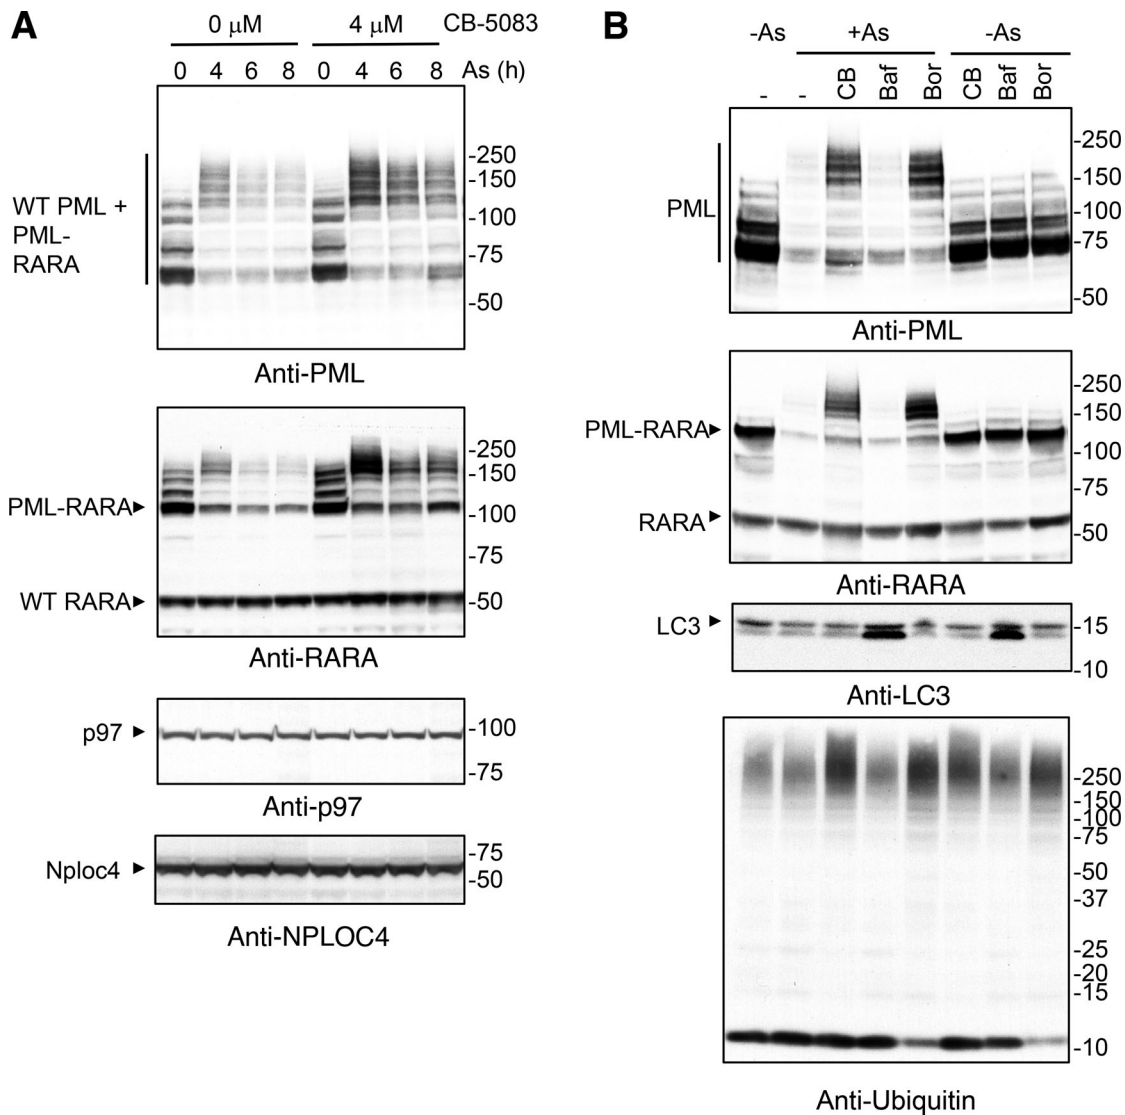 A
0 μM 4 μM CB-5083
0 4 6 8 0 4 6 8 As (h)
WT PML +
PML-
RARA
-250
-150
-100
-75
-50
Anti-PML
PML-RARA
WT RARA
-250
-150
-100
-75
-50
Anti-RARA
p97
-100
-75
Anti-p97
Nploc4
-75
-50
Anti-NPLOC4
B
-As +As -As
- - CB Baf Bor CB Baf Bor
PML
-250
-150
-100
-75
-50
Anti-PML
PML-RARA
RARA
-250
-150
-100
-75
-50
Anti-RARA
LC3
-15
-10
Anti-LC3
-250
-150
-100
-75
-50
-37
-25
-20
-15
-10
Anti-Ubiquitin